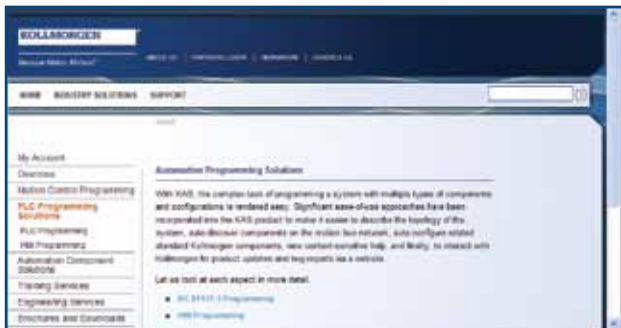 KOLLMORGEN
Because Motion Matters™
ABOUT US | | NEWSROOM | CONTACT US
HOME INDUSTRY SOLUTIONS SUPPORT
My Account
Overview
Motion Control Programming
PLC Programming
Solutions
PLC Programming
HMI Programming
Automation Component
Solutions
Training Services
Engineering Services
Brochures and Downloads
Automation Programming Solutions
With KAS, the complex task of programming a system with multiple types of components
and configurations is rendered easy. Significant ease-of-use approaches have been
incorporated into the KAS product to make it easier to describe the topology of the
system, auto-discover components on the motion bus network, auto configure related
standard Kollmorgen components, view context-sensitive help, and finally, to interact with
Kollmorgen for product updates and bug reports via a website.
Let us look at each aspect in more detail.
IEC 61131-3 Programming
HMI Programming